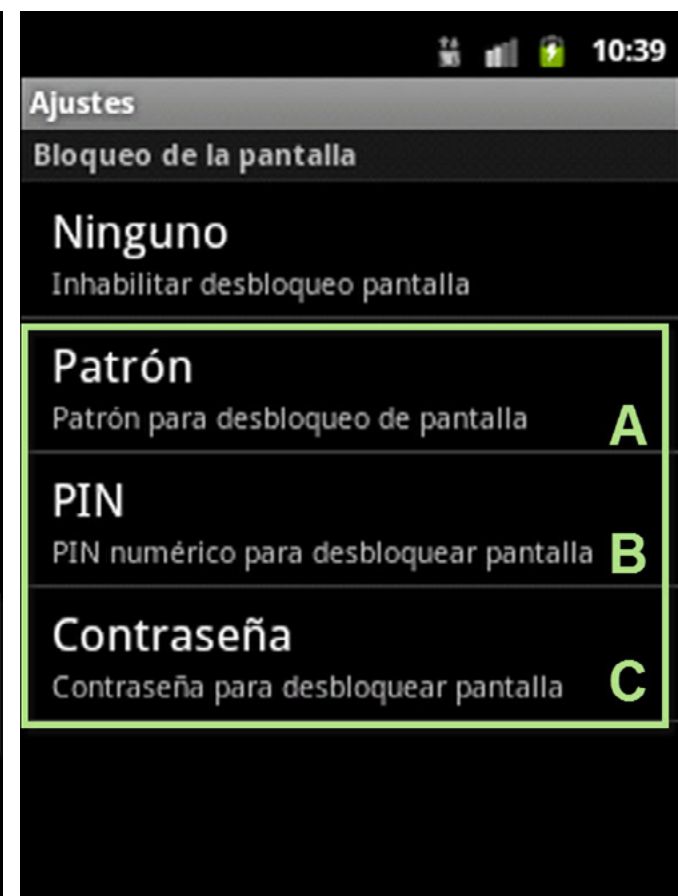 10:39
Ajustes
Bloqueo de la pantalla
Ninguno
Inhabilitar desbloqueo pantalla
Patrón
Patrón para desbloqueo de pantalla
A
PIN
PIN numérico para desbloquear pantalla
B
Contraseña
Contraseña para desbloquear pantalla
C